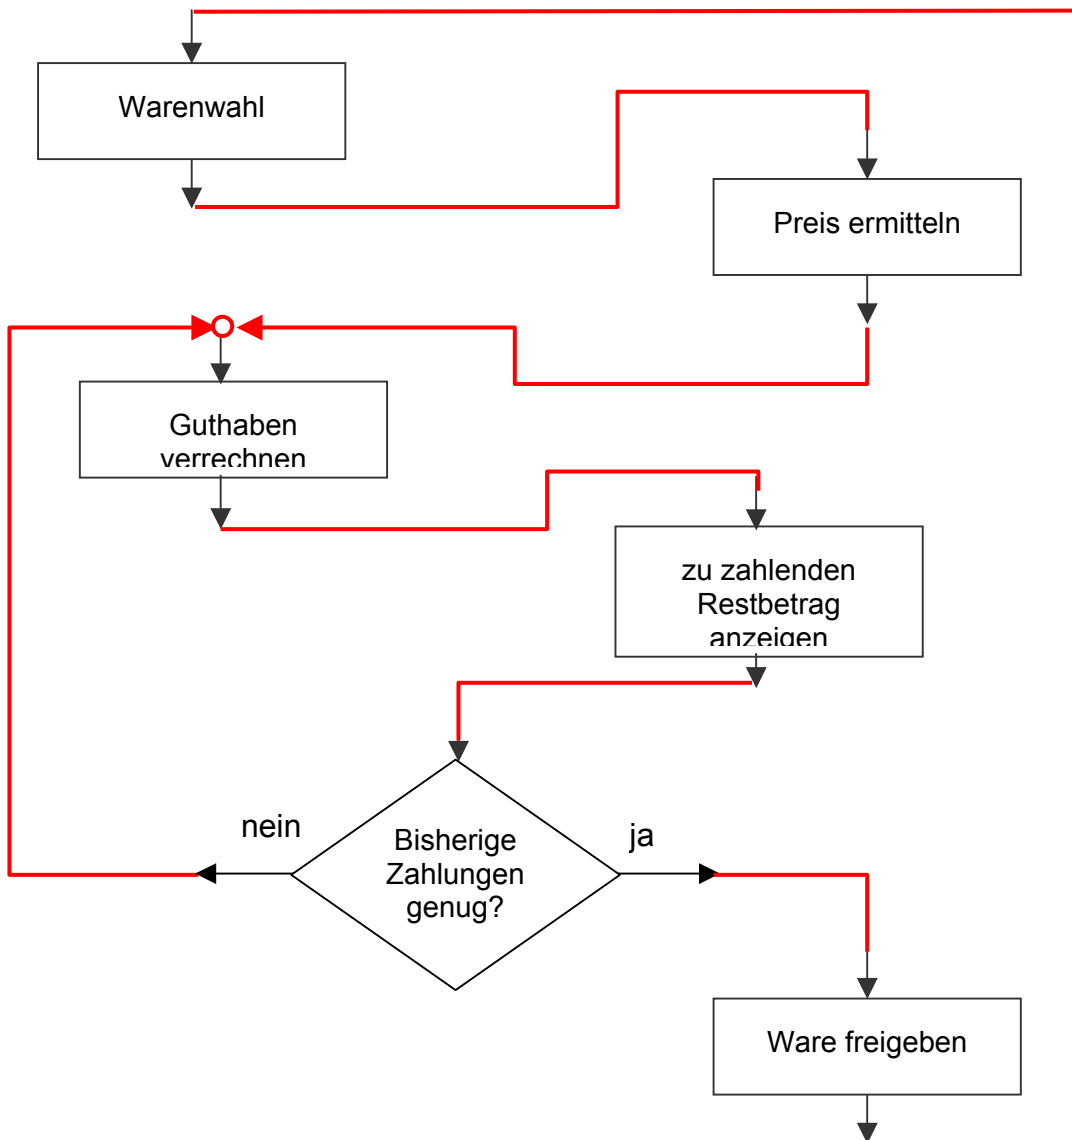 Warenwahl
Preis ermitteln
Guthaben
verrechnen
zu zahlenden
Restbetrag
anzeigen
nein
Bisherige
Zahlungen
genug?
ja
Ware freigeben